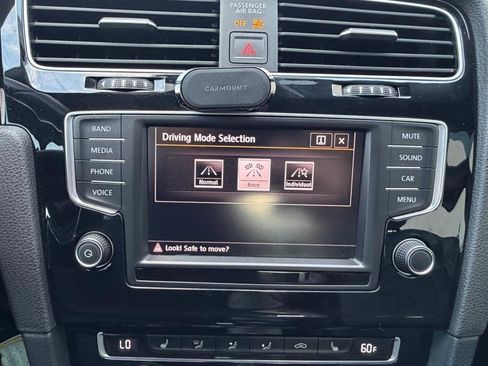 PASSENGER
AIR BAG
OFF
CARMOUNT
BAND
MEDIA
PHONE
VOICE
Driving Mode Selection
i
X
Normal
Race
Individual
Look! Safe to move?
MUTE
SOUND
CAR
MENU
LO
60F